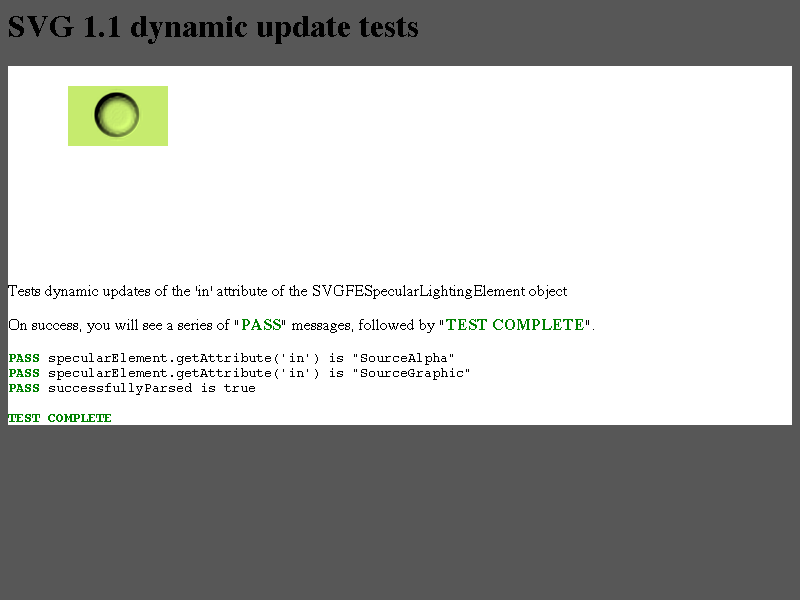 SVG 1.1 dynamic update tests
Tests dynamic updates of the 'in' attribute of the SVGFESpecularLightingElement object
On success, you will see a series of "PASS" messages, followed by "TEST COMPLETE".
PASS specularElement.getAttribute('in') is "SourceAlpha"
PASS specularElement.getAttribute('in') is "SourceGraphic"
PASS successfullyParsed is true
TEST COMPLETE